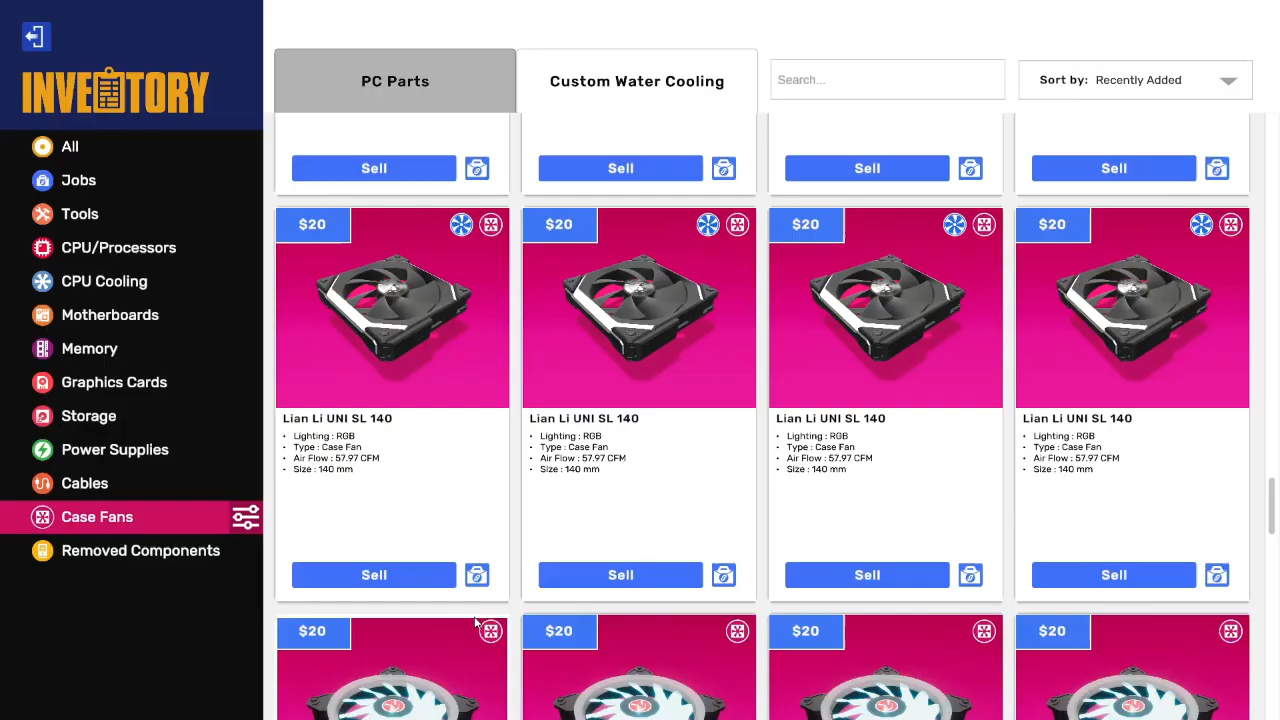 INVENTORY
All
Jobs
Tools
CPU/Processors
CPU Cooling
Motherboards
Memory
Graphics Cards
Storage
Power Supplies
Cables
Case Fans
Removed Components
PC Parts
Custom Water Cooling
Search...
Sort by: Recently Added
Sell
Sell
Sell
Sell
$20
$20
$20
$20
Lian Li UNI SL 140
• Lighting : RGB
• Type : Case Fan
• Air Flow : 57.97 CFM
• Size : 140 mm
Sell
Lian Li UNI SL 140
• Lighting : RGB
• Type : Case Fan
• Air Flow : 57.97 CFM
• Size : 140 mm
Sell
Lian Li UNI SL 140
• Lighting : RGB
• Type : Case Fan
• Air Flow : 57.97 CFM
• Size : 140 mm
Sell
Lian Li UNI SL 140
• Lighting : RGB
• Type : Case Fan
• Air Flow : 57.97 CFM
• Size : 140 mm
Sell
$20
$20
$20
$20